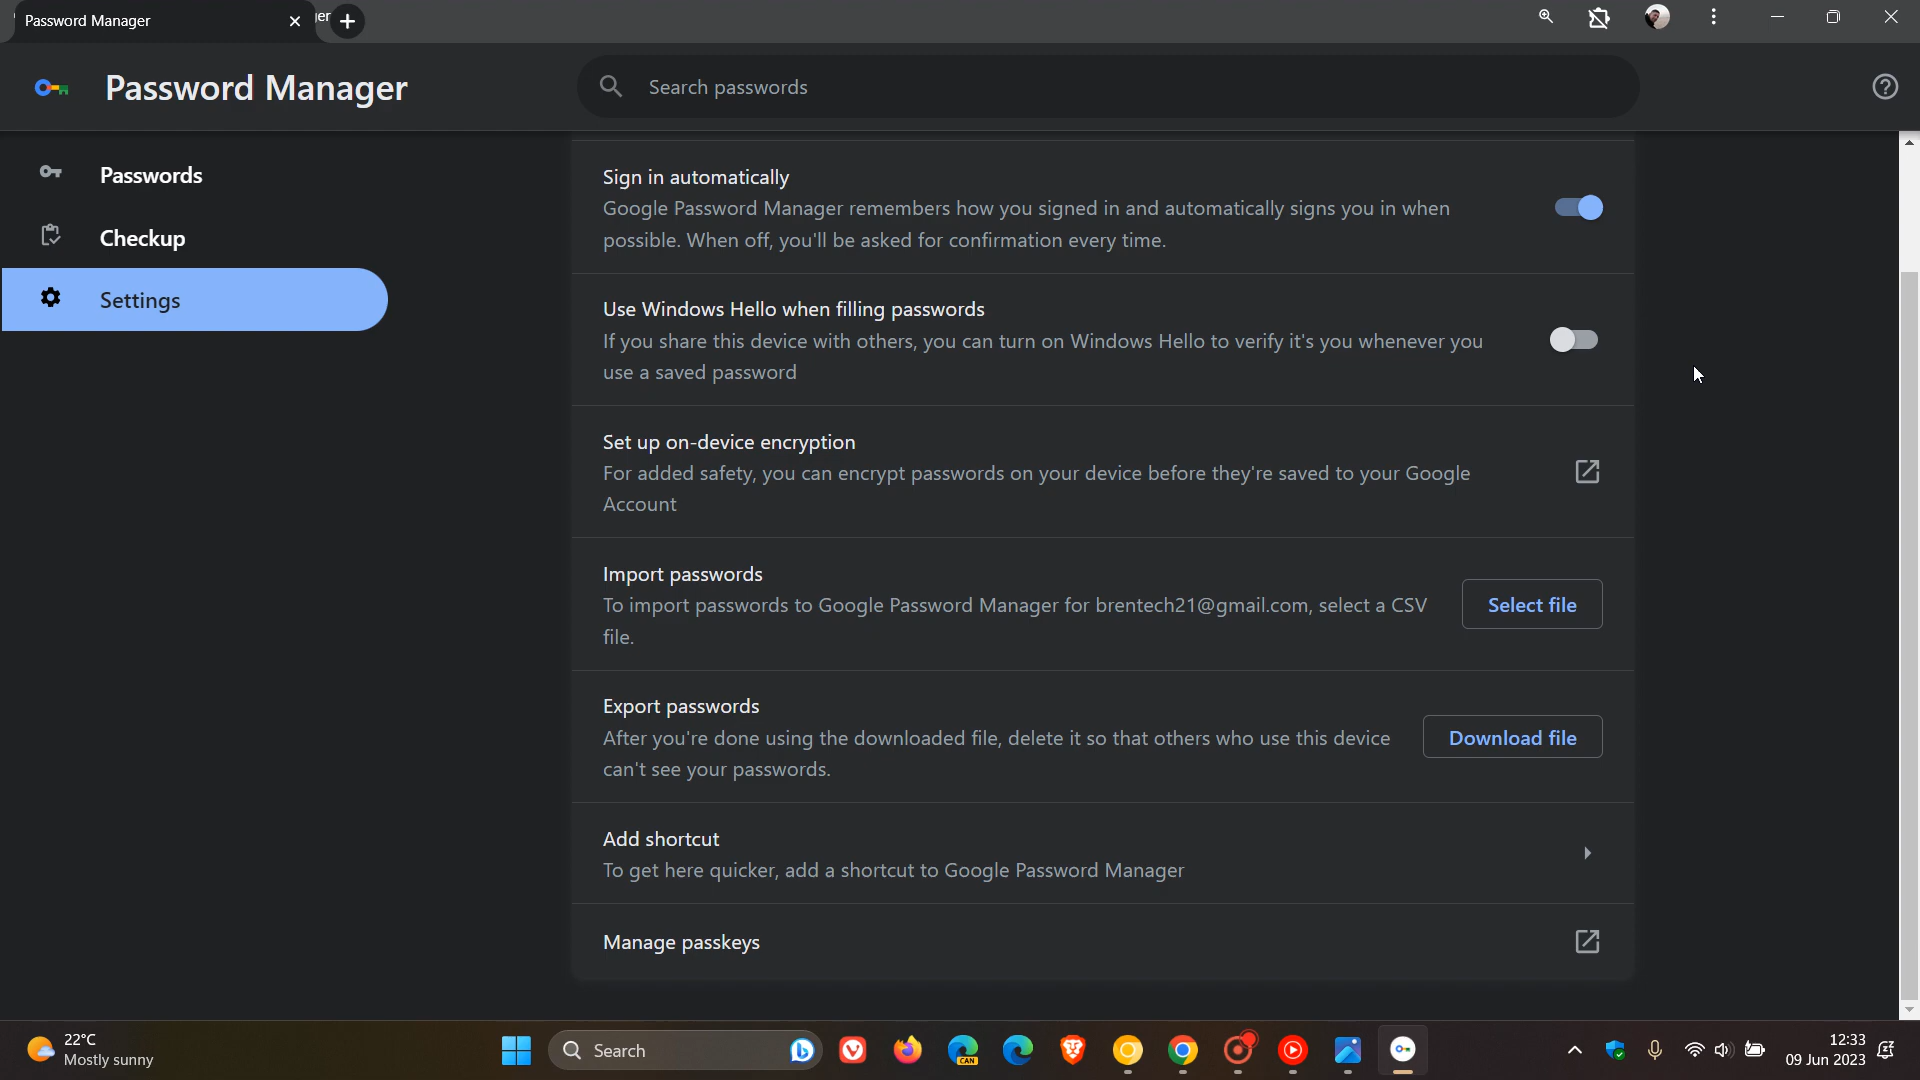 Password Manager
ger
Password Manager
Search passwords
Passwords
Checkup
Settings
Sign in automatically
Google Password Manager remembers how you signed in and automatically signs you in when
possible. When off, you'll be asked for confirmation every time.
Use Windows Hello when filling passwords
If you share this device with others, you can turn on Windows Hello to verify it's you whenever you
use a saved password
Set up on-device encryption
For added safety, you can encrypt passwords on your device before they're saved to your Google
Account
Import passwords
To import passwords to Google Password Manager for brentech21@gmail.com, select a CSV
file.
Select file
Export passwords
After you're done using the downloaded file, delete it so that others who use this device
can't see your passwords.
Download file
Add shortcut
To get here quicker, add a shortcut to Google Password Manager
Manage passkeys
22°C
Mostly sunny
Search
CAN
12:33
09 Jun 2023